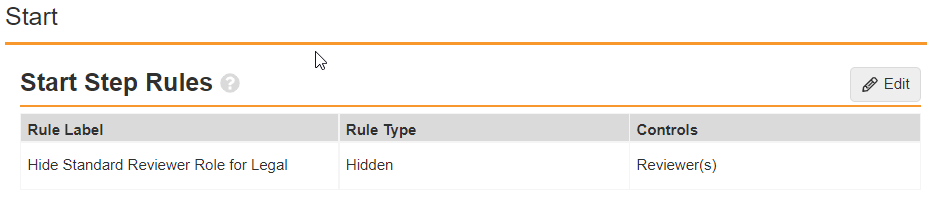 Start
Start Step Rules ?
Edit
Rule Label Rule Type Controls
Hide Standard Reviewer Role for Legal Hidden Reviewer(s)